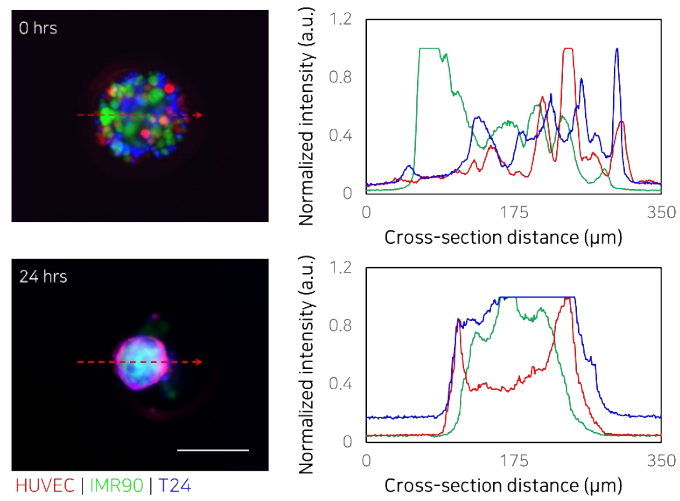 0 hrs
Normalized intensity (a.u.)
1.2
0.8
0.4
0
0
175
350
Cross-section distance (µm)
24 hrs
Normalized intensity (a.u.)
1.2
0.8
0.4
0
0
175
350
Cross-section distance (µm)
HUVEC | IMR90 | T24